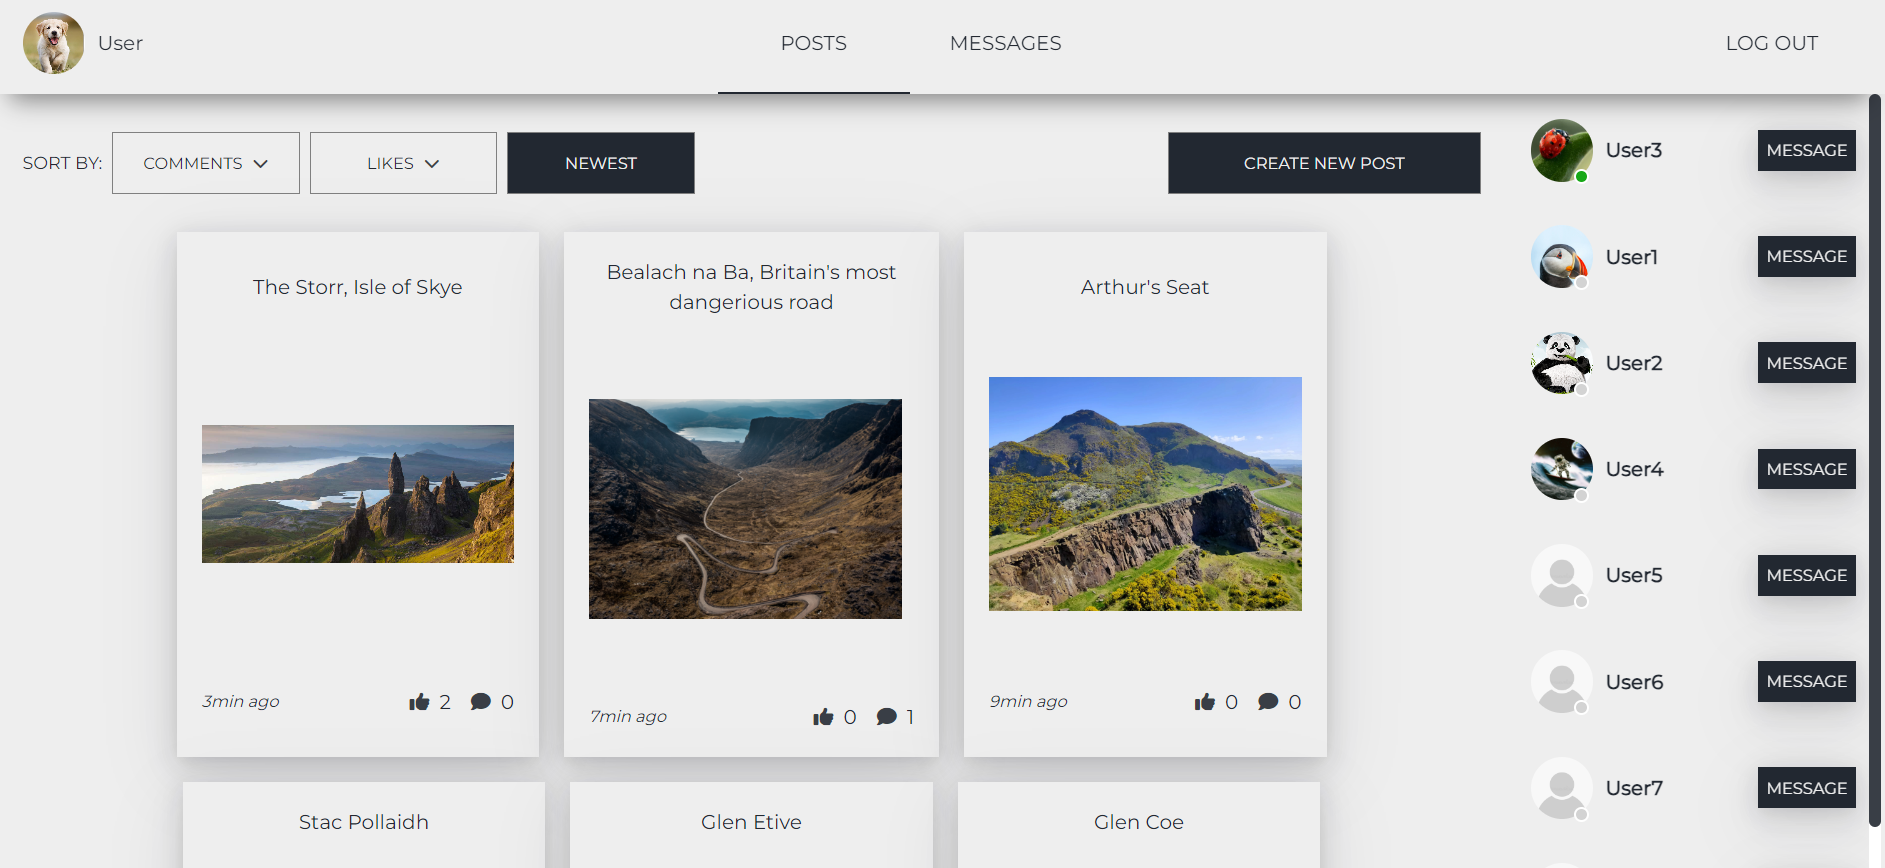 User
POSTS
MESSAGES
LOG OUT
SORT BY:
COMMENTS
LIKES
NEWEST
CREATE NEW POST
The Storr, Isle of Skye
3min ago
2
0
Bealach na Ba, Britain's most
dangerious road
7min ago
0
1
Arthur's Seat
9min ago
0
0
Stac Pollaidh
Glen Etive
Glen Coe
User3
MESSAGE
User1
MESSAGE
User2
MESSAGE
User4
MESSAGE
User5
MESSAGE
User6
MESSAGE
User7
MESSAGE